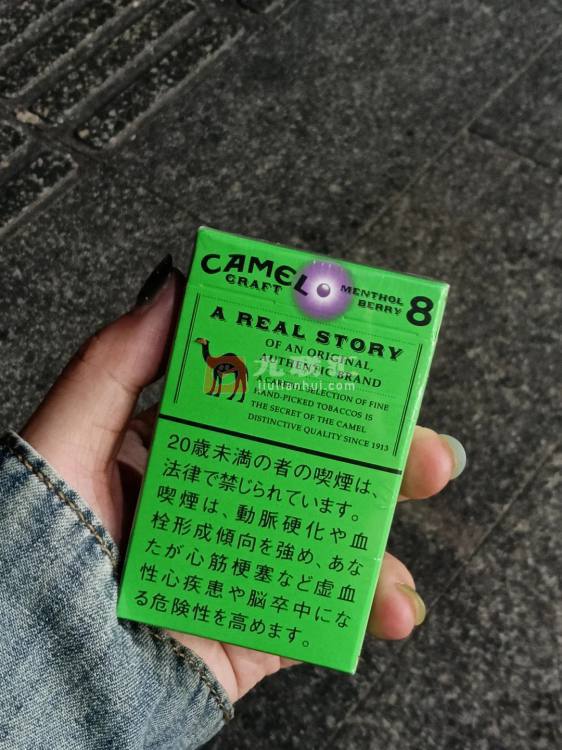 CAMEL
CRAFT
MENTHOL
BERRY 8
A REAL STORY
OF AN ORIGINAL,
AUTHENTIC BRAND
SELECTION OF FINE
HAND-PICKED TOBACCOS IS
THE SECRET OF THE CAMEL
DISTINCTIVE QUALITY SINCE 1913
jiulianhui.com
20歳未満の者の喫煙は、
法律で禁じられています。
喫煙は、動脈硬化や血
栓形成傾向を強め、あな
たが心筋梗塞など虚血
性心疾患や脳卒中にな
る危険性を高めます。